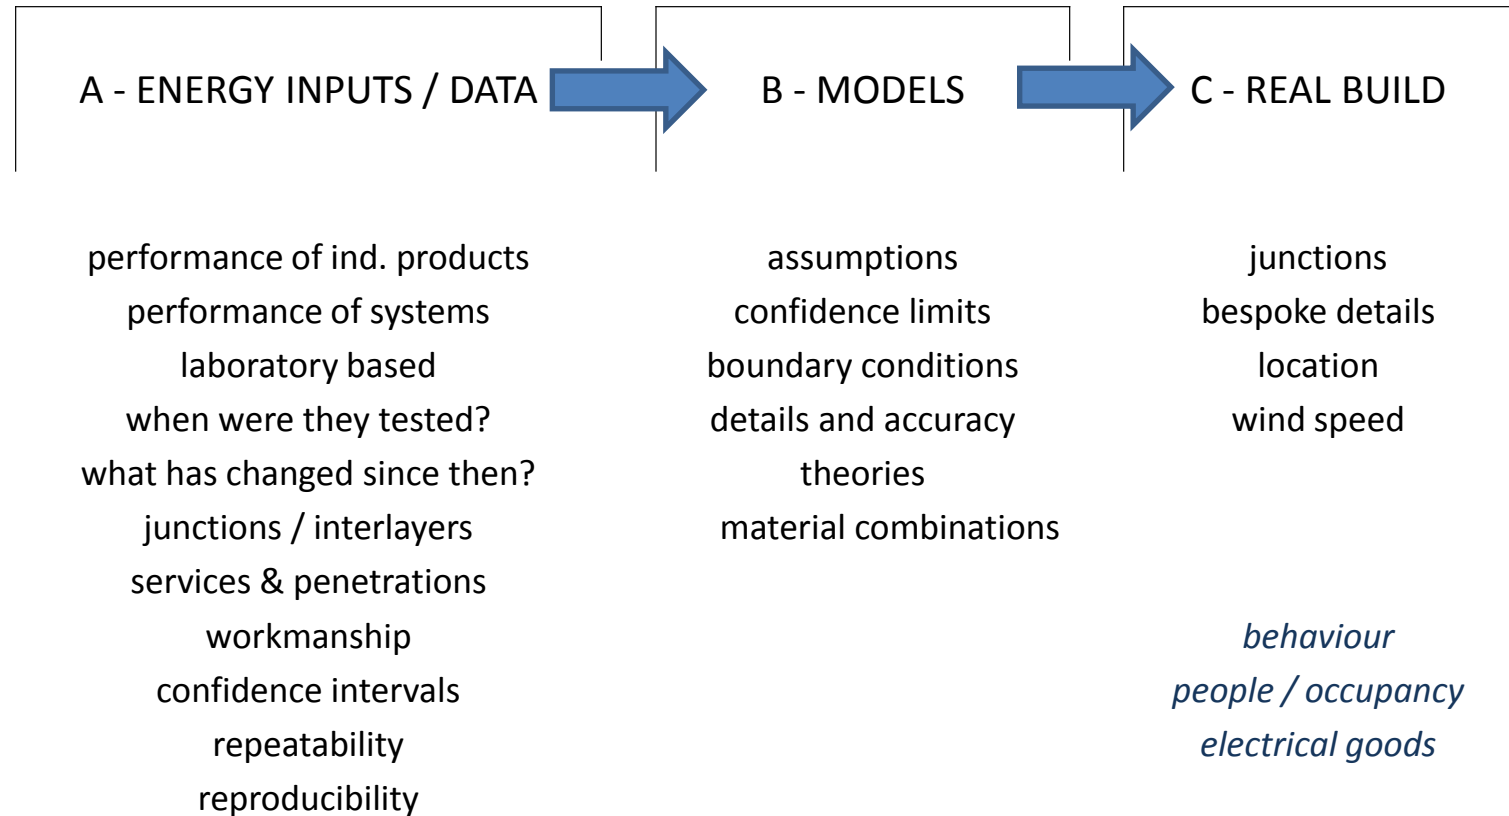 A - ENERGY INPUTS / DATA
B - MODELS
C - REAL BUILD
performance of ind. products
performance of systems
laboratory based
when were they tested?
what has changed since then?
junctions / interlayers
services & penetrations
workmanship
confidence intervals
repeatability
reproducibility
assumptions
confidence limits
boundary conditions
details and accuracy
theories
material combinations
junctions
bespoke details
location
wind speed
behaviour
people / occupancy
electrical goods